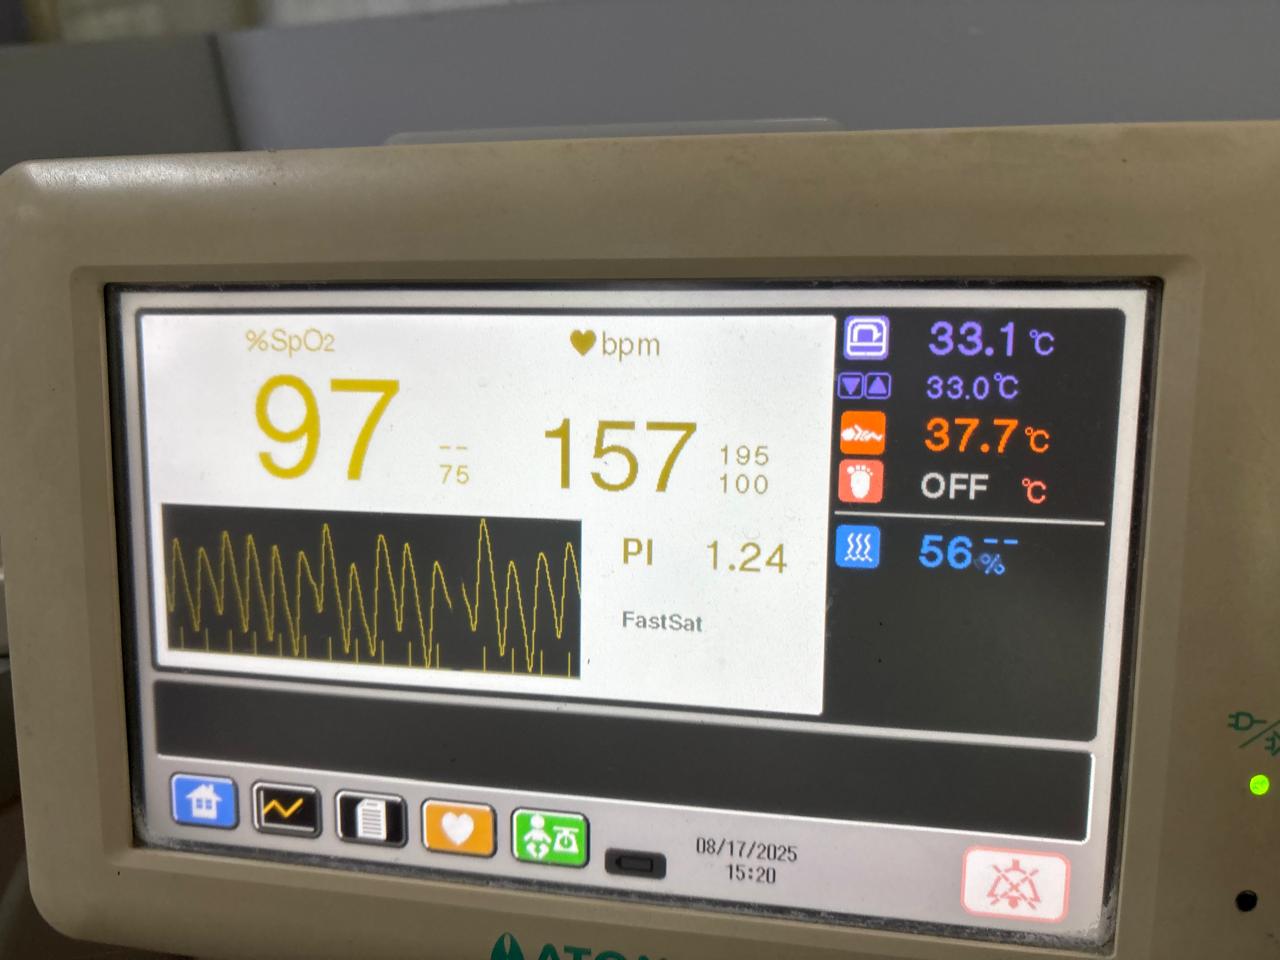 %SpO2
97
--
75
♥bpm
157
195
100
PI 1.24
FastSat
33.1 ℃
33.0℃
37.7 ℃
OFF ℃
56 -- %
08/17/2025
15:20